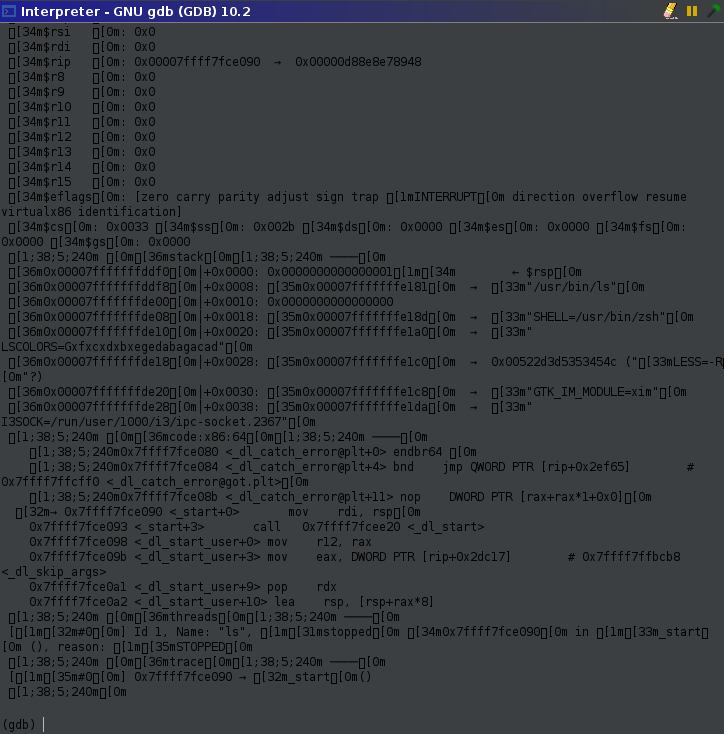 Interpreter - GNU gdb (GDB) 10.2
[34m$rsi [0m: 0x0
[34m$rdi [0m: 0x0
[34m$rip [0m: 0x00007ffff7fce090 → 0x00000d88e8e78948
[34m$r8 [0m: 0x0
[34m$r9 [0m: 0x0
[34m$r10 [0m: 0x0
[34m$r11 [0m: 0x0
[34m$r12 [0m: 0x0
[34m$r13 [0m: 0x0
[34m$r14 [0m: 0x0
[34m$r15 [0m: 0x0
[34m$eflags[0m: [zero carry parity adjust sign trap [1mINTERRUPT[0m direction overflow resume
virtualx86 identification]
[34m$cs[0m: 0x0033 [34m$ss[0m: 0x002b [34m$ds[0m: 0x0000 [34m$es[0m: 0x0000 [34m$fs[0m:
0x0000 [34m$gs[0m: 0x0000
[1;38;5;240m [0m[36mstack[0m[1;38;5;240m ────[0m
[36m0x00007fffffffddf0[0m│+0x0000: 0x0000000000000001[1m[34m ← $rsp[0m
[36m0x00007fffffffddf8[0m│+0x0008: [35m0x00007fffffffe181[0m → [33m"/usr/bin/ls"[0m
[36m0x00007fffffffde00[0m│+0x0010: 0x0000000000000000
[36m0x00007fffffffde08[0m│+0x0018: [35m0x00007fffffffe18d[0m → [33m"SHELL=/usr/bin/zsh"[0m
[36m0x00007fffffffde10[0m│+0x0020: [35m0x00007fffffffe1a0[0m → [33m"
LSCOLORS=Gxfxcxdxbxegedabagacad"[0m
[36m0x00007fffffffde18[0m│+0x0028: [35m0x00007fffffffe1c0[0m → 0x00522d3d5353454c ("[33mLESS=-R
[0m"?)
[36m0x00007fffffffde20[0m│+0x0030: [35m0x00007fffffffe1c8[0m → [33m"GTK_IM_MODULE=xim"[0m
[36m0x00007fffffffde28[0m│+0x0038: [35m0x00007fffffffe1da[0m → [33m"
I3SOCK=/run/user/1000/i3/ipc-socket.2367"[0m
[1;38;5;240m [0m[36mcode:x86:64[0m[1;38;5;240m ────[0m
[1;38;5;240m0x7ffff7fce080 <_dl_catch_error@plt+0> endbr64 [0m
[1;38;5;240m0x7ffff7fce084 <_dl_catch_error@plt+4> bnd jmp QWORD PTR [rip+0x2ef65] #
0x7ffff7ffcff0 <_dl_catch_error@got.plt>[0m
[1;38;5;240m0x7ffff7fce08b <_dl_catch_error@plt+11> nop DWORD PTR [rax+rax*1+0x0][0m
[32m→ 0x7ffff7fce090 <_start+0> mov rdi, rsp[0m
0x7ffff7fce093 <_start+3> call 0x7ffff7fcee20 <_dl_start>
0x7ffff7fce098 <_dl_start_user+0> mov r12, rax
0x7ffff7fce09b <_dl_start_user+3> mov eax, DWORD PTR [rip+0x2dc17] # 0x7ffff7ffbcb8
<_dl_skip_args>
0x7ffff7fce0a1 <_dl_start_user+9> pop rdx
0x7ffff7fce0a2 <_dl_start_user+10> lea rsp, [rsp+rax*8]
[1;38;5;240m [0m[36mthreads[0m[1;38;5;240m ────[0m
[[1m[32m#0[0m] Id 1, Name: "ls", [1m[31mstopped[0m [34m0x7ffff7fce090[0m in [1m[33m_start
[0m (), reason: [1m[35mSTOPPED[0m
[1;38;5;240m [0m[36mtrace[0m[1;38;5;240m ────[0m
[[1m[35m#0[0m] 0x7ffff7fce090 → [32m_start[0m()
[1;38;5;240m[0m
(gdb)